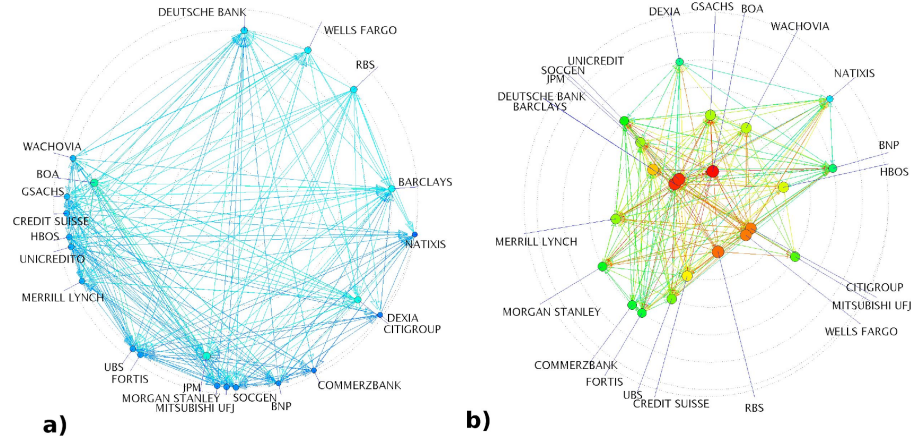 DEUTSCHE BANK
WELLS FARGO
RBS
WACHOVIA
BOA
GSACHS
CREDIT SUISSE
HBOS
UNICREDITO
MERRILL LYNCH
BARCLAYS
NATIXIS
DEXIA
CITIGROUP
UBS
FORTIS
JPM
MORGAN STANLEY
MITSUBISHI UFJ
SOCGEN
BNP
COMMERZBANK
a)
DEXIA
GSACHS
BOA
WACHOVIA
UNICREDIT
SOCGEN
JPM
DEUTSCHE BANK
BARCLAYS
NATIXIS
BNP
HBOS
MERRILL LYNCH
MORGAN STANLEY
CITIGROUP
MITSUBISHI UFJ
WELLS FARGO
COMMERZBANK
FORTIS
UBS
CREDIT SUISSE
RBS
b)